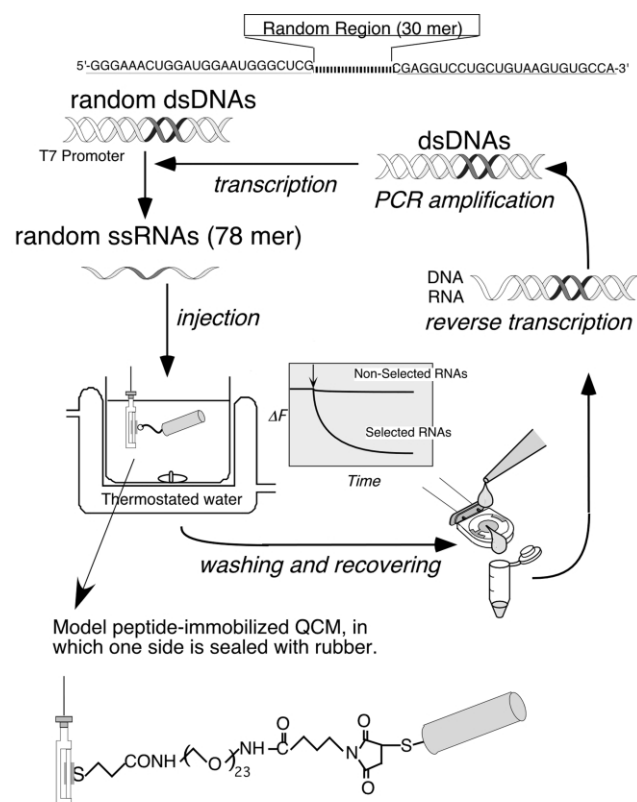 Random Region (30 mer)
5'-GGGAAACUGGAUGGAAUGGGCUCG CGAGGUCCUGCUGUAAGUGUGCCA-3'
random dsDNAs
T7 Promoter
dsDNAs
transcription
PCR amplification
random ssRNAs (78 mer)
injection
DNA
RNA
reverse transcription
Non-Selected RNAs
ΔF
Selected RNAs
Time
Thermostated water
washing and recovering
Model peptide-immobilized QCM, in
which one side is sealed with rubber.
S
CONH
O
23
NH
C
O
N
O
O
S